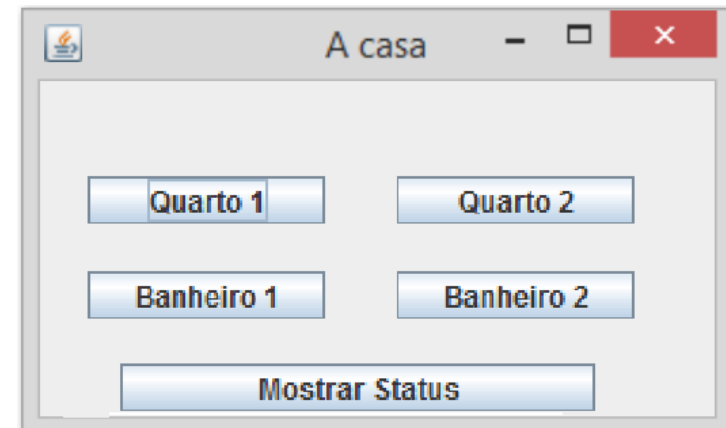 A casa
Quarto 1 Quarto 2
Banheiro 1 Banheiro 2
Mostrar Status